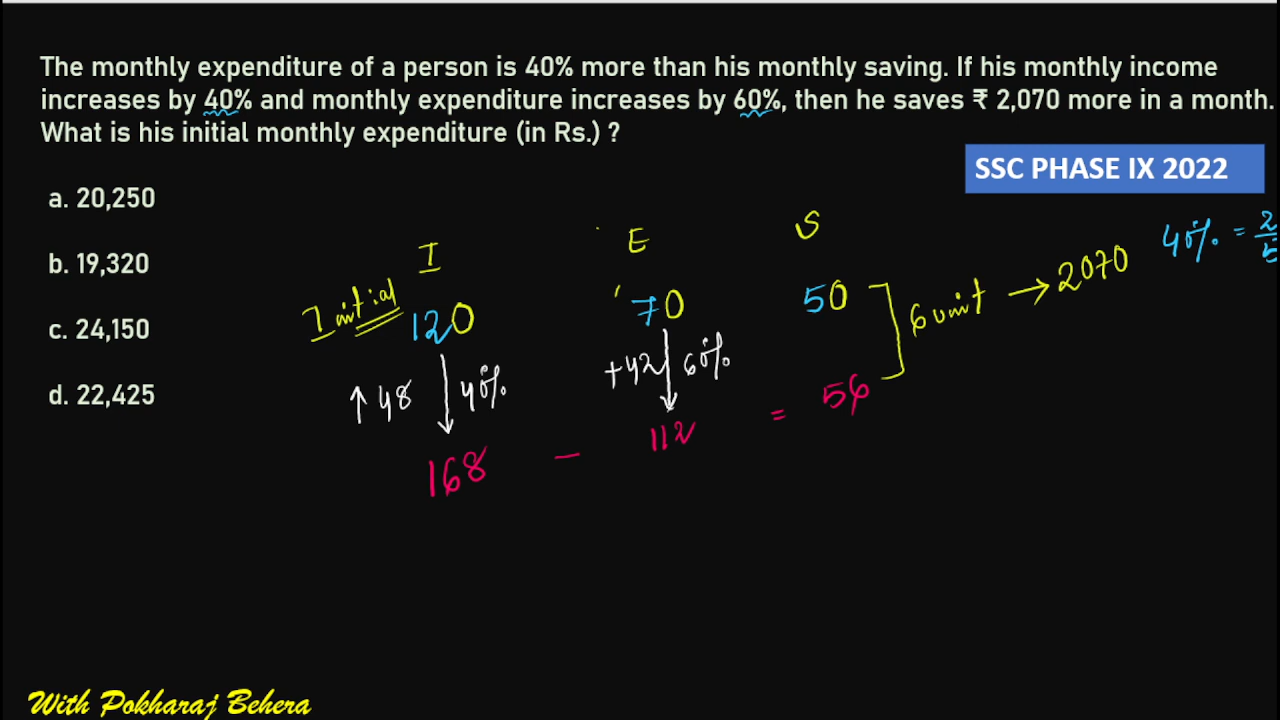 The monthly expenditure of a person is 40% more than his monthly saving. If his monthly income
increases by 40% and monthly expenditure increases by 60%, then he saves ₹ 2,070 more in a month.
What is his initial monthly expenditure (in Rs.) ?
SSC PHASE IX 2022
a. 20,250
b. 19,320
c. 24,150
d. 22,425
I E S
40% = 2/5
Initial 120 70 50 6 unit → 2070
↑ 48 40% +42 60%
168 - 112 = 56
With Pokharaj Behera